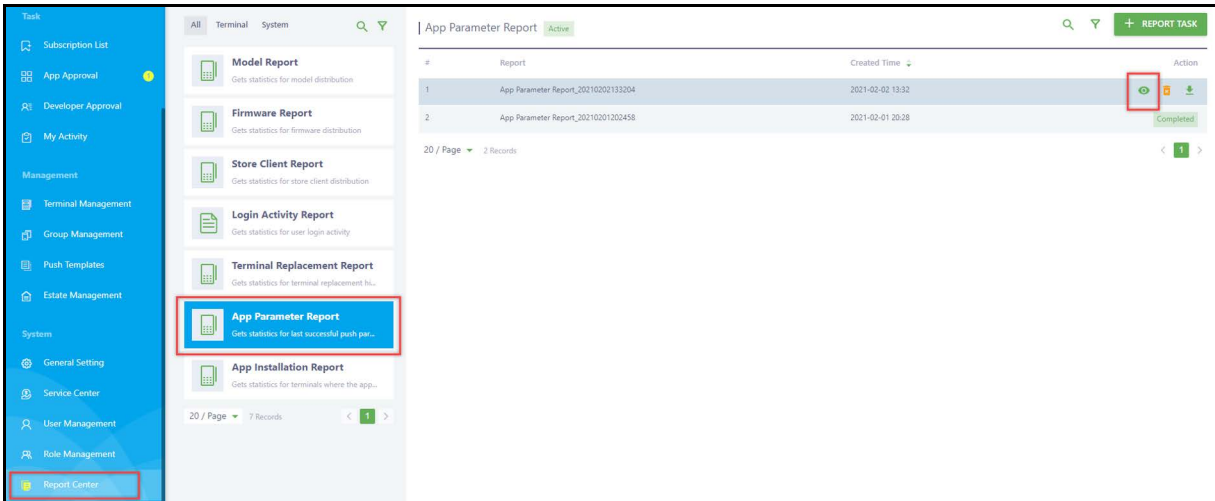 Task
Subscription List
App Approval
Developer Approval
My Activity
Management
Terminal Management
Group Management
Push Templates
Estate Management
System
General Setting
Service Center
User Management
Role Management
Report Center
All Terminal System
Model Report
Gets statistics for model distribution
Firmware Report
Gets statistics for firmware distribution
Store Client Report
Gets statistics for store client distribution
Login Activity Report
Gets statistics for user login activity
Terminal Replacement Report
Gets statistics for terminal replacement hi...
App Parameter Report
Gets statistics for last successful push par...
App Installation Report
Gets statistics for terminals where the app...
20 / Page 7 Records < 1 >
App Parameter Report Active
+ REPORT TASK
# Report Created Time Action
1 App Parameter Report_20210202133204 2021-02-02 13:32
2 App Parameter Report_20210201202458 2021-02-01 20:28 Completed
20 / Page 2 Records < 1 >